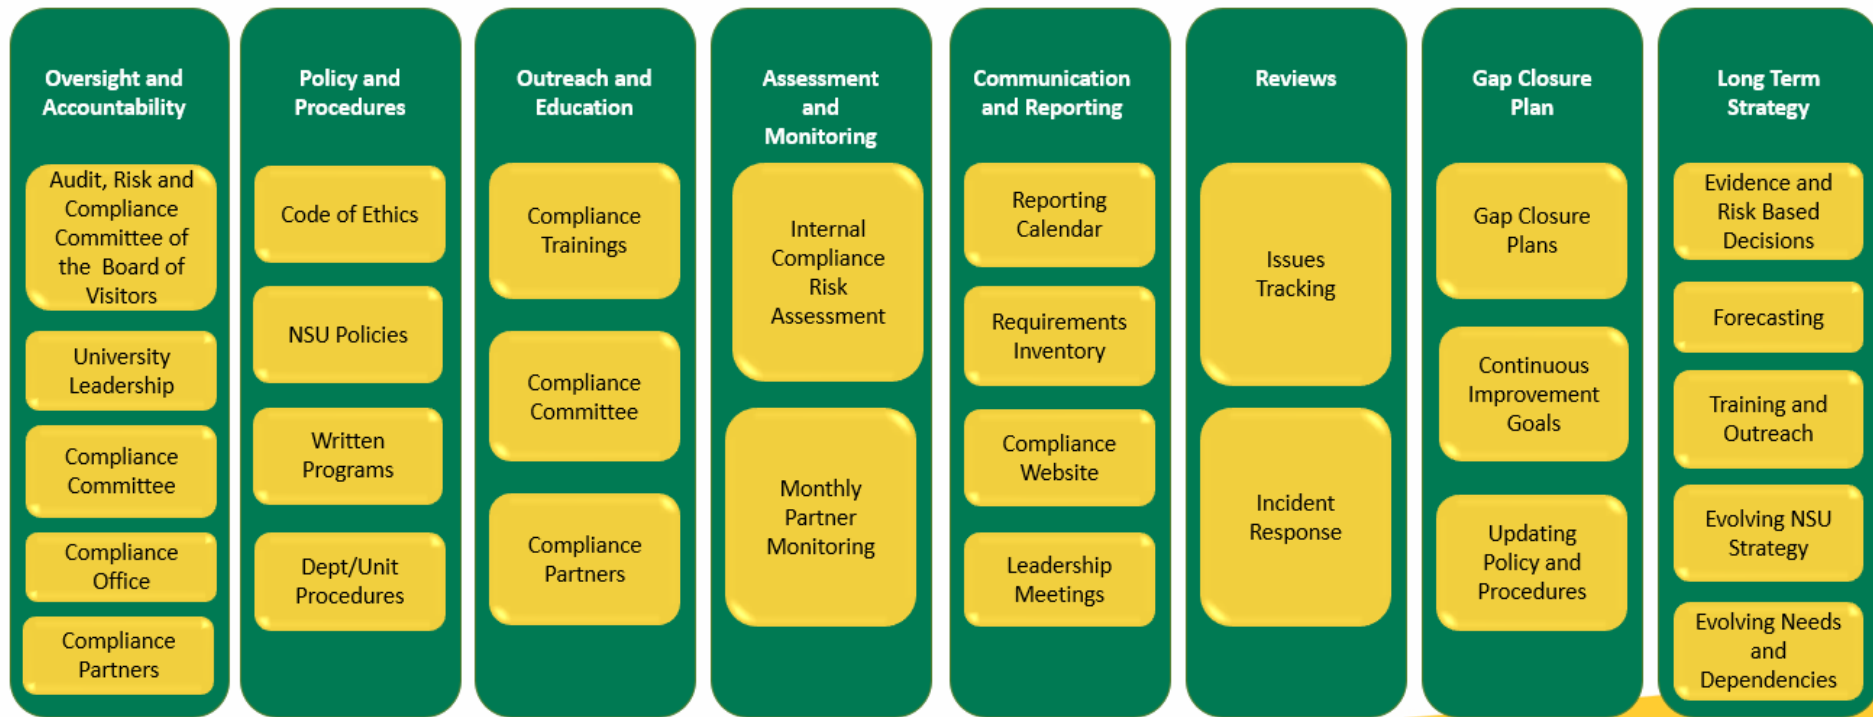 Oversight and
Accountability
Audit, Risk and
Compliance
Committee of
the Board of
Visitors
University
Leadership
Compliance
Committee
Compliance
Office
Compliance
Partners
Policy and
Procedures
Code of Ethics
NSU Policies
Written
Programs
Dept/Unit
Procedures
Outreach and
Education
Compliance
Trainings
Compliance
Committee
Compliance
Partners
Assessment
and
Monitoring
Internal
Compliance
Risk
Assessment
Monthly
Partner
Monitoring
Communication
and Reporting
Reporting
Calendar
Requirements
Inventory
Compliance
Website
Leadership
Meetings
Reviews
Issues
Tracking
Incident
Response
Gap Closure
Plan
Gap Closure
Plans
Continuous
Improvement
Goals
Updating
Policy and
Procedures
Long Term
Strategy
Evidence and
Risk Based
Decisions
Forecasting
Training and
Outreach
Evolving NSU
Strategy
Evolving Needs
and
Dependencies